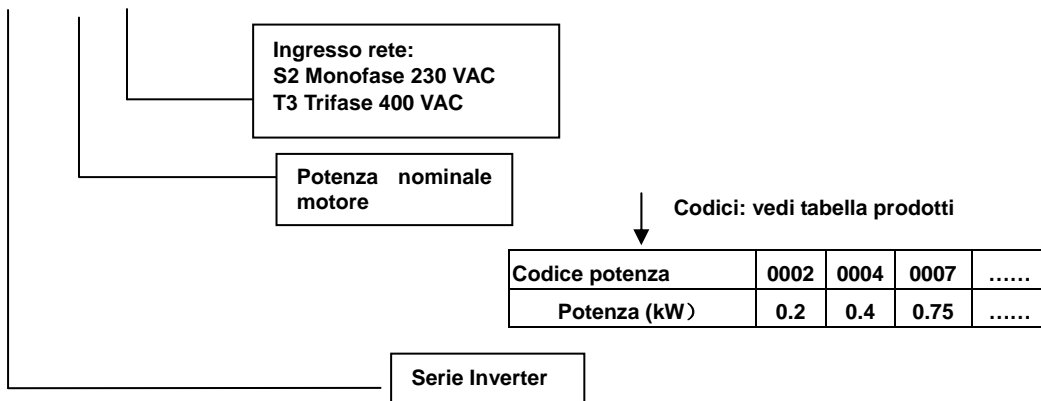 Ingresso rete:
S2 Monofase 230 VAC
T3 Trifase 400 VAC
Potenza nominale
motore
Codici: vedi tabella prodotti
Codice potenza 0002 0004 0007 ……
Potenza (kW） 0.2 0.4 0.75 ……
Serie Inverter